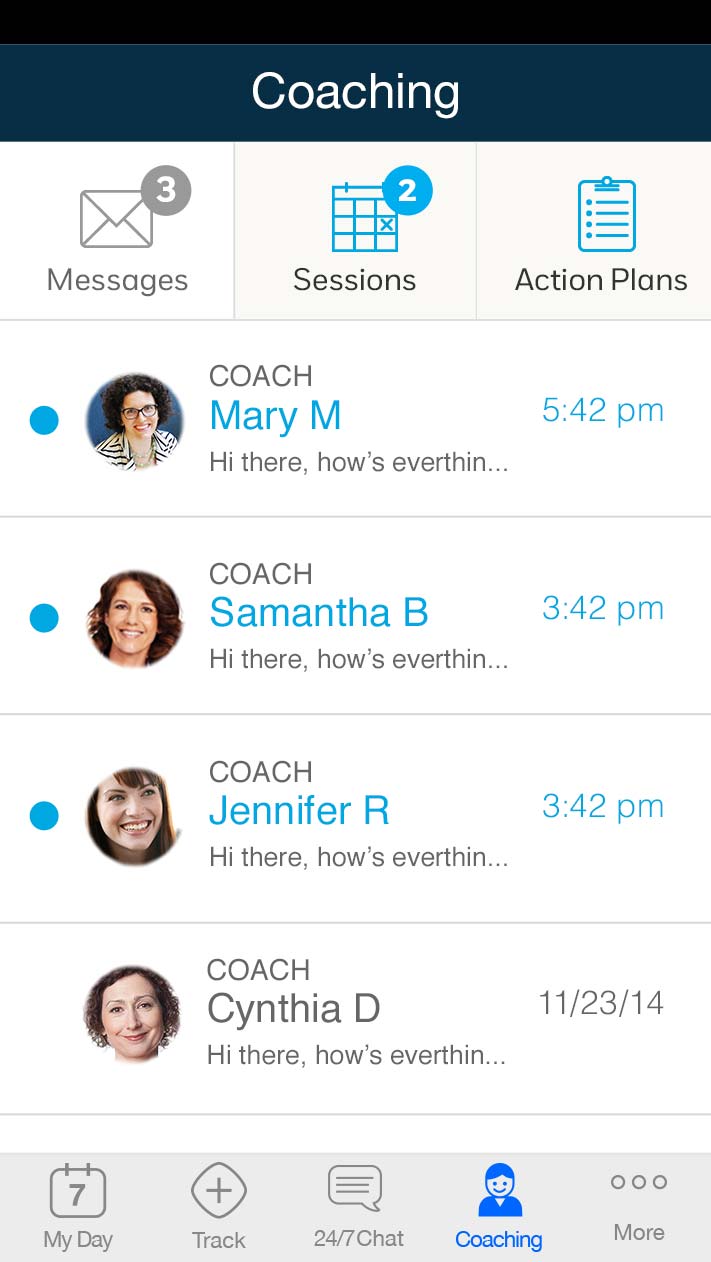 Coaching
3
2
Messages
Sessions
Action Plans
COACH
Mary M
5:42 pm
Hi there, how’s everthin...
COACH
Samantha B
3:42 pm
Hi there, how’s everthin...
COACH
Jennifer R
3:42 pm
Hi there, how’s everthin...
COACH
Cynthia D
11/23/14
Hi there, how’s everthin...
7
My Day
Track
24/7 Chat
Coaching
More